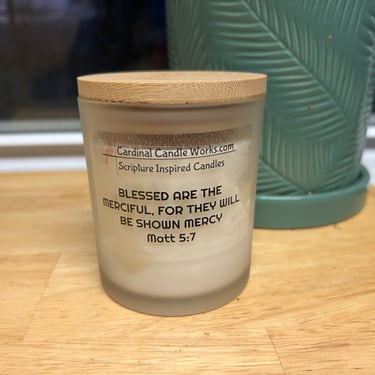 Cardinal Candle Works.com
Scripture Inspired Candles
BLESSED ARE THE
MERCIFUL, FOR THEY WILL
BE SHOWN MERCY
Matt 5:7